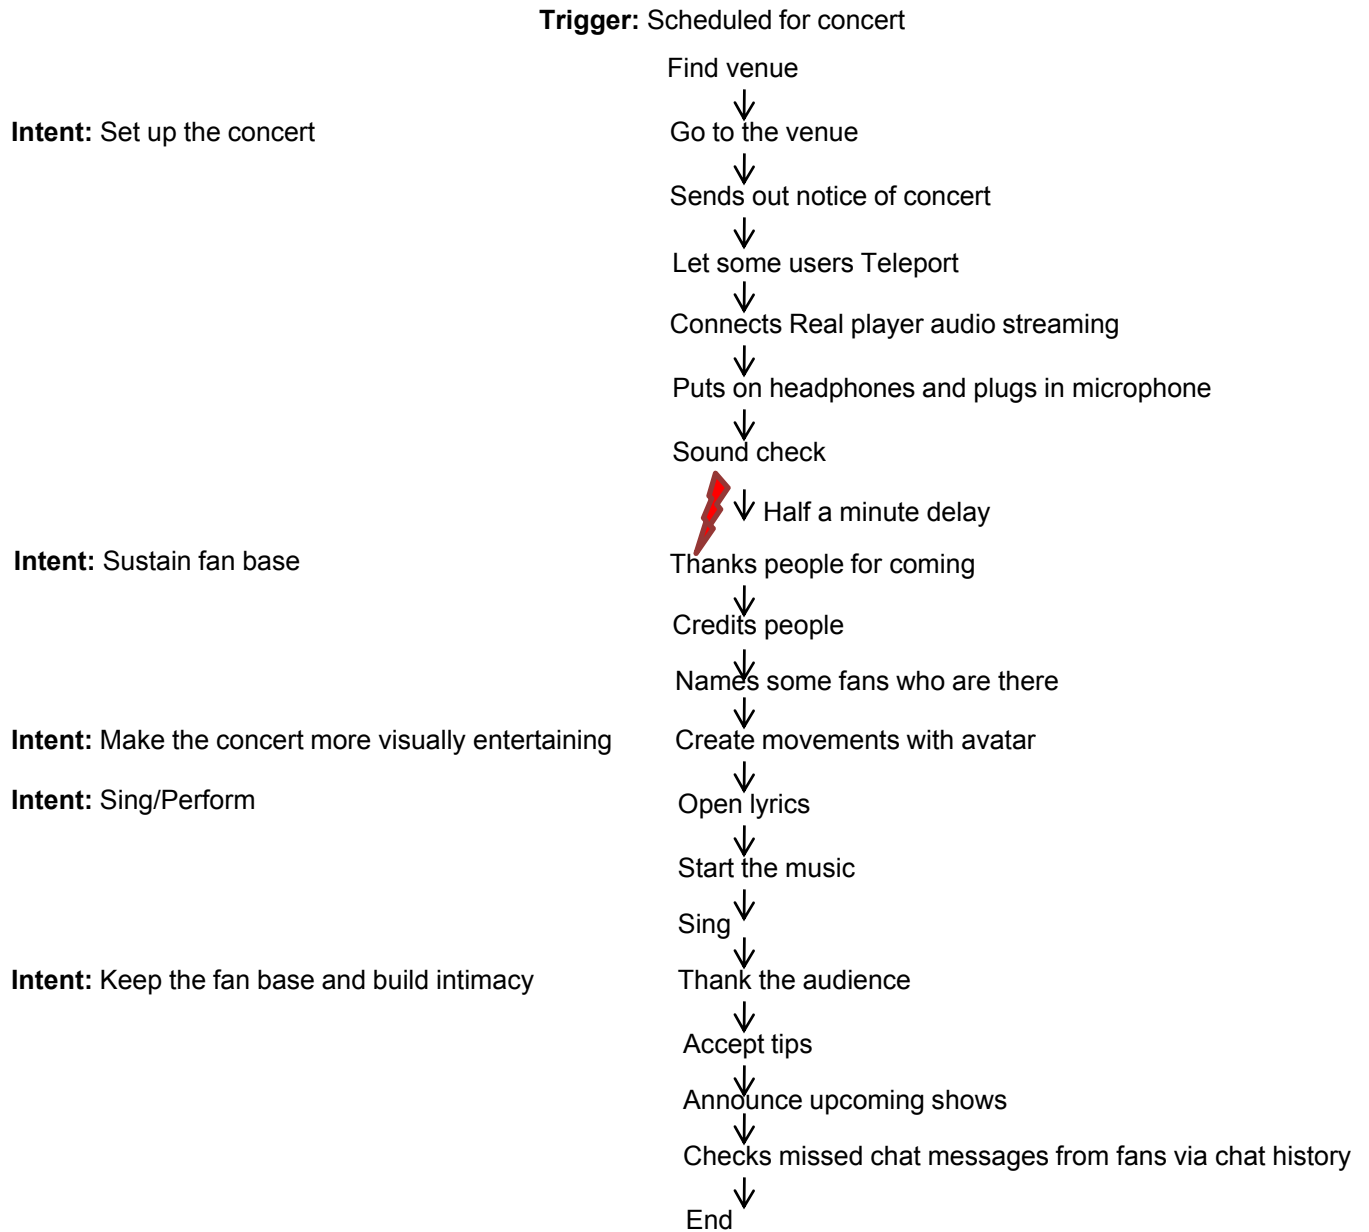 Trigger: Scheduled for concert
Find venue
Intent: Set up the concert
Go to the venue
Sends out notice of concert
Let some users Teleport
Connects Real player audio streaming
Puts on headphones and plugs in microphone
Sound check
Half a minute delay
Intent: Sustain fan base
Thanks people for coming
Credits people
Names some fans who are there
Intent: Make the concert more visually entertaining
Create movements with avatar
Intent: Sing/Perform
Open lyrics
Start the music
Sing
Intent: Keep the fan base and build intimacy
Thank the audience
Accept tips
Announce upcoming shows
Checks missed chat messages from fans via chat history
End